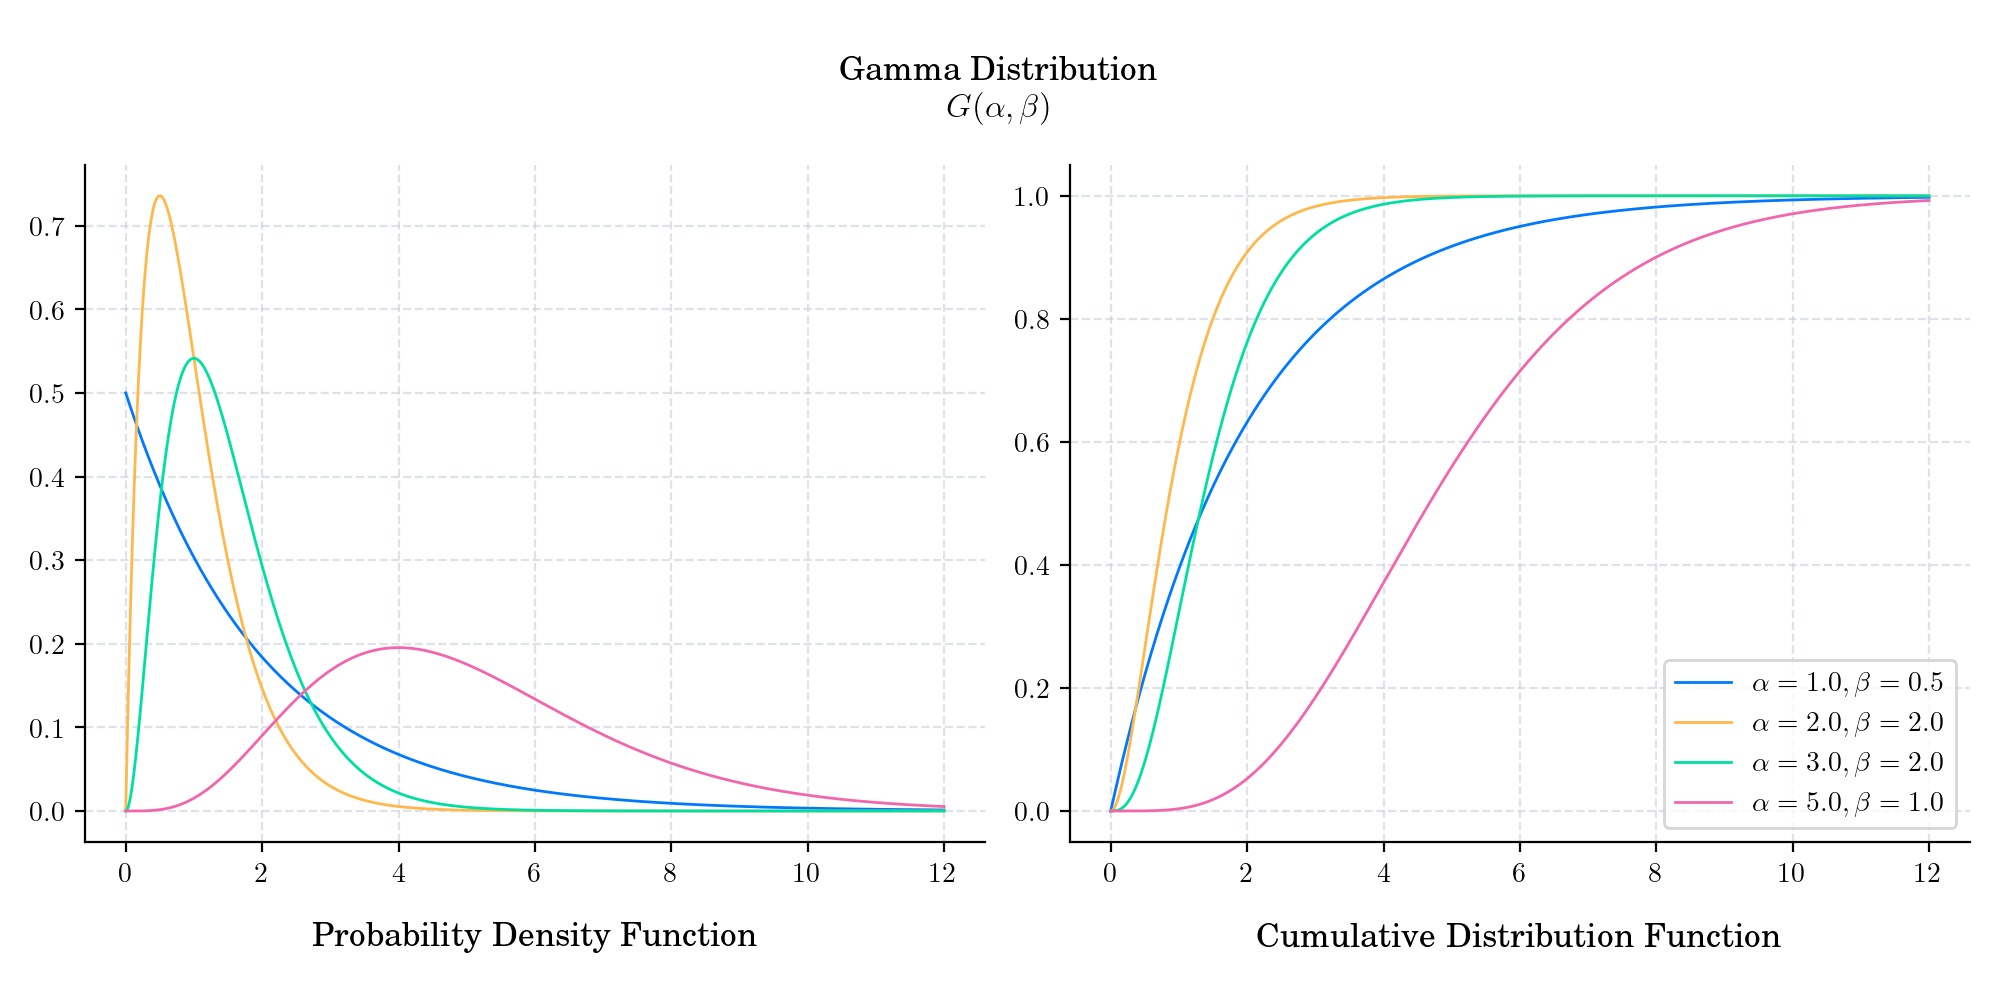 Gamma Distribution
G(α, β)
0.7
0.6
0.5
0.4
0.3
0.2
0.1
0.0
0 2 4 6 8 10 12
Probability Density Function
1.0
0.8
0.6
0.4
0.2
0.0
α = 1.0, β = 0.5
α = 2.0, β = 2.0
α = 3.0, β = 2.0
α = 5.0, β = 1.0
0 2 4 6 8 10 12
Cumulative Distribution Function